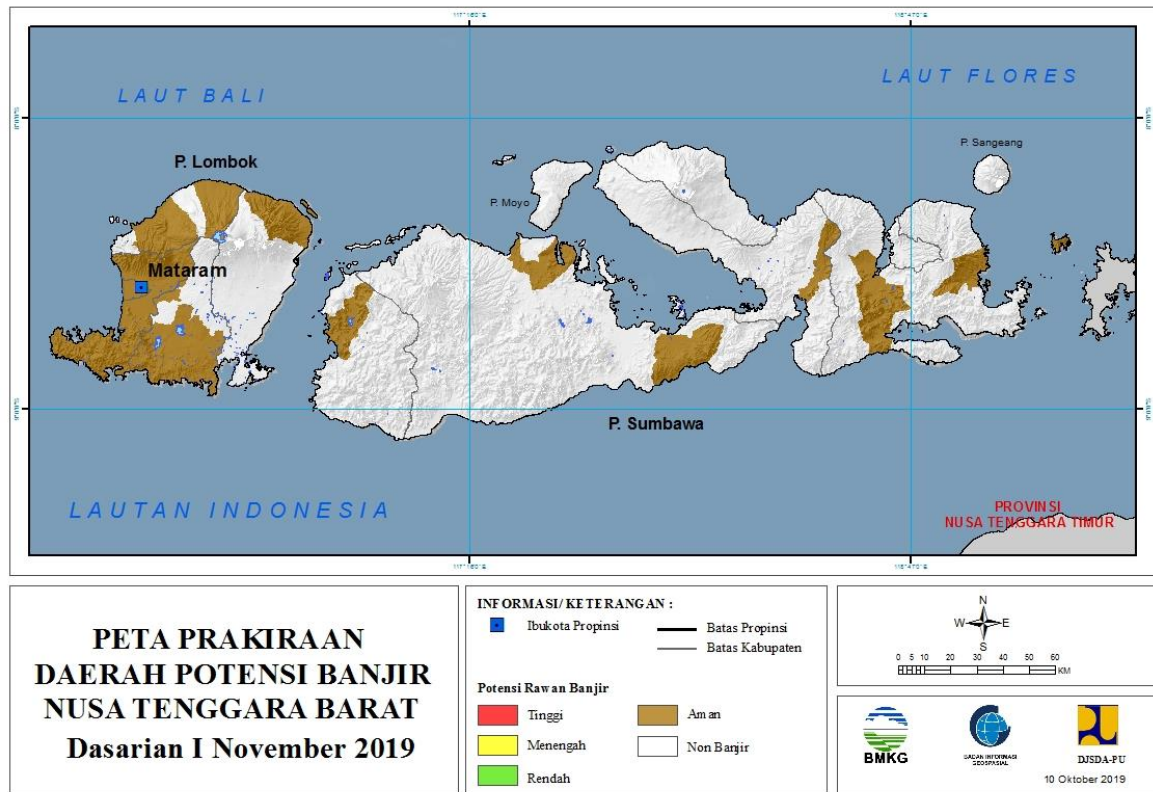 LAUT BALI
LAUT FLORES
P. Sangeang
P. Lombok
P. Moyo
Mataram
P. Sumbawa
LAUTAN INDONESIA
PROVINSI
NUSA TENGGARA TIMUR
PETA PRAKIRAAN
DAERAH POTENSI BANJIR
NUSA TENGGARA BARAT
Dasarian I November 2019
INFORMASI/ KETERANGAN :
Ibukota Propinsi
Batas Propinsi
Batas Kabupaten
Potensi Rawan Banjir
Tinggi
Aman
Menengah
Non Banjir
Rendah
N
W E
S
0 5 10 20 30 40 50 60
KM
BMKG
BADAN INFORMASI
GEOSPASIAL
DJSDA-PU
10 Oktober 2019